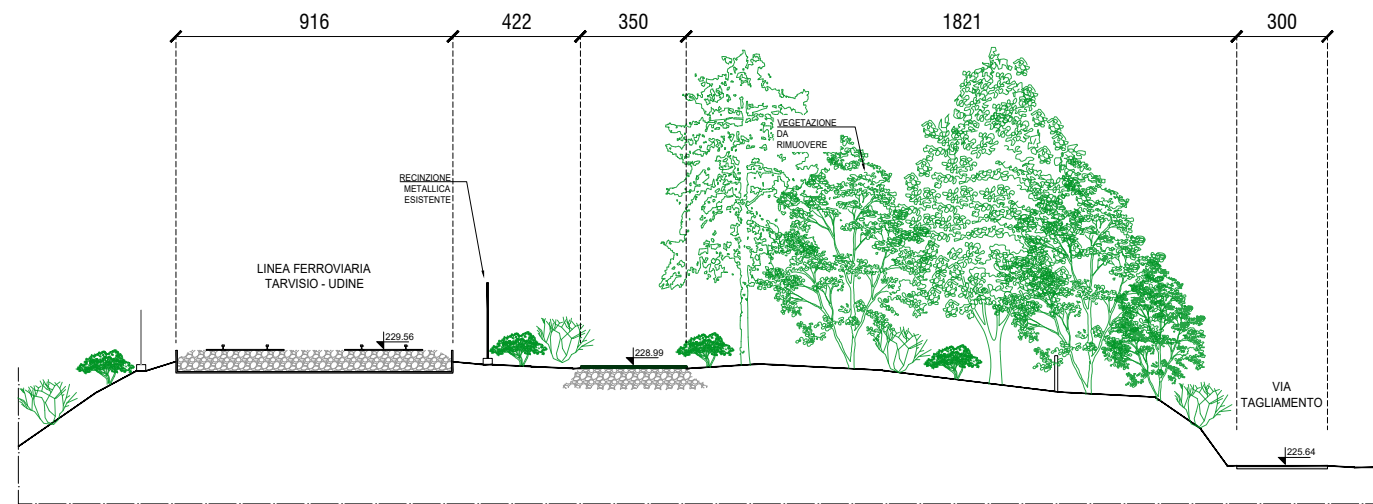 916
422
350
1821
300
VEGETAZIONE
DA
RIMUOVERE
RECINZIONE
METALLICA
ESISTENTE
LINEA FERROVIARIA
TARVISIO - UDINE
229.56
228.99
VIA
TAGLIAMENTO
225.64